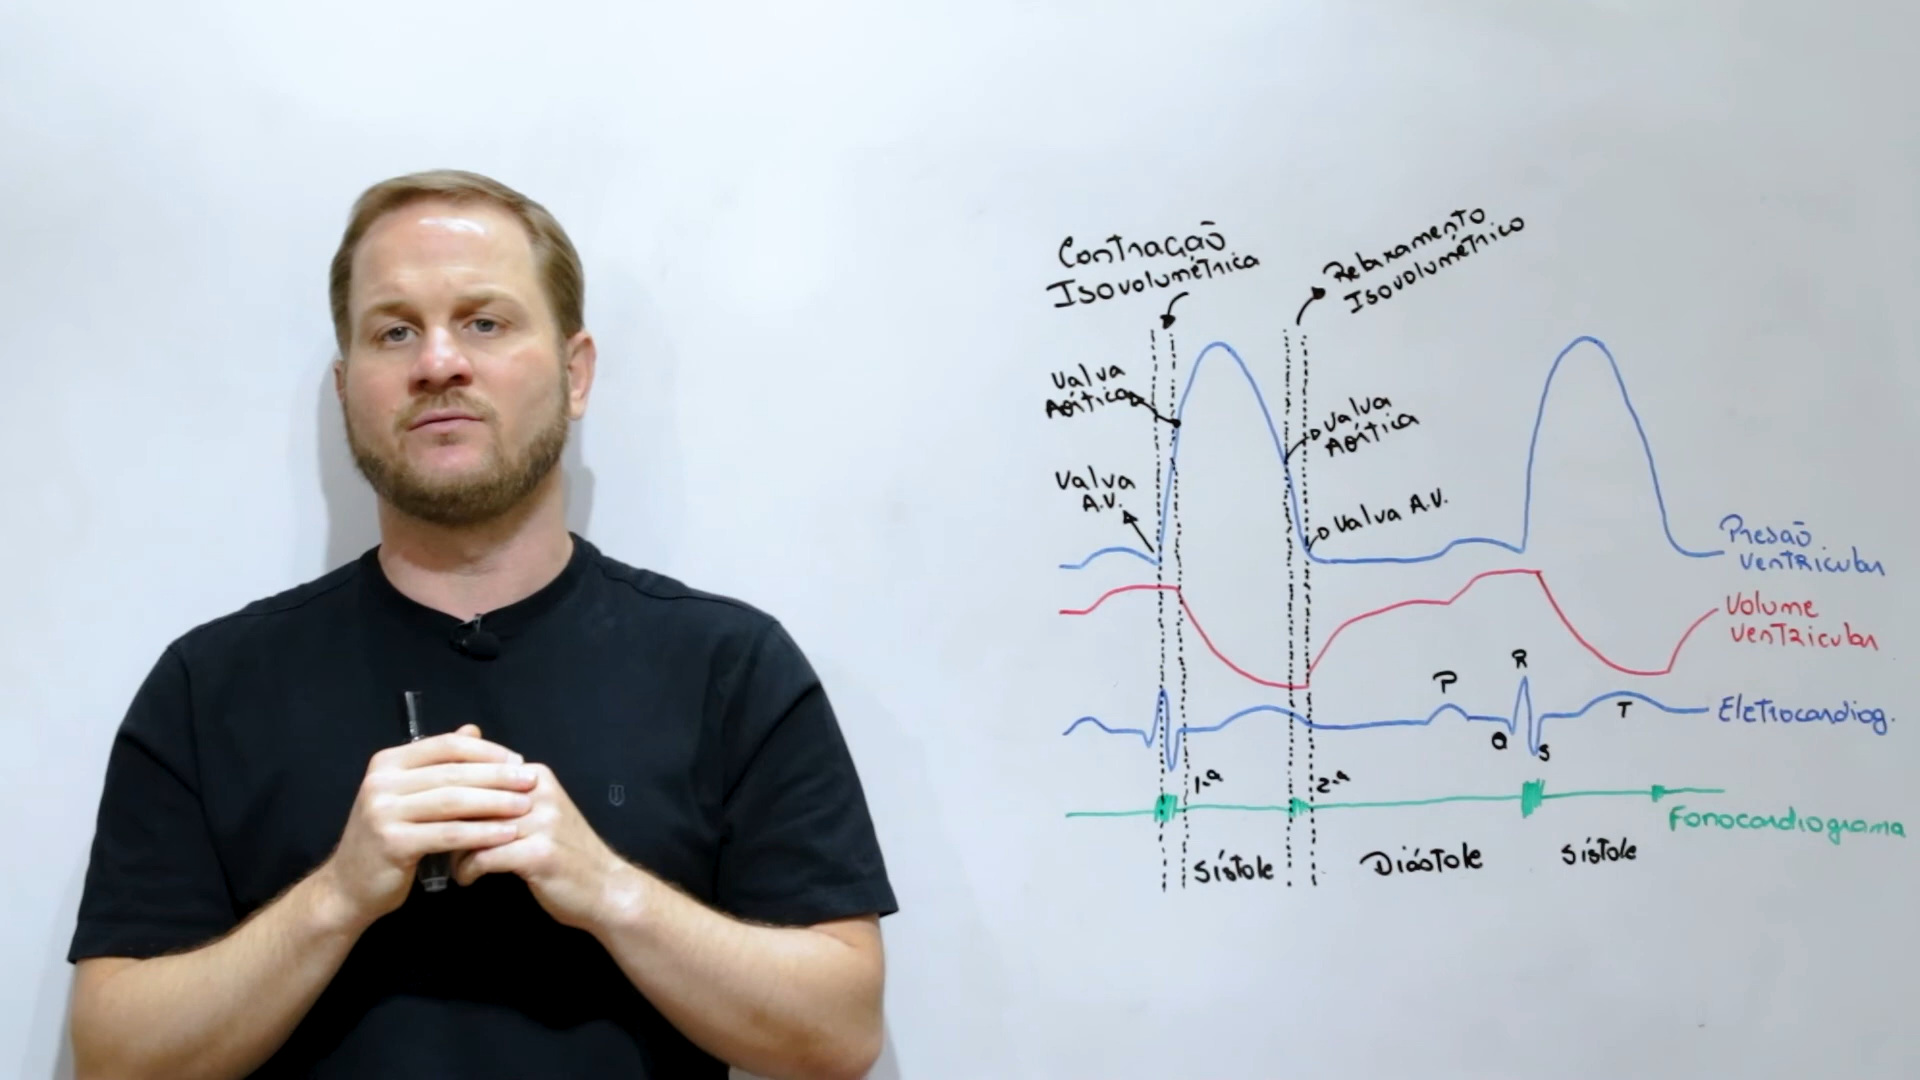 Contração
Isovolumétrica
Relaxamento
Isovolumétrico
Valva
Aórtica
Valva
Aórtica
Valva
A.V.
Valva A.V.
Presão
Ventricular
Volume
Ventricular
P
R
Q
S
T
Eletrocardiog.
1.ª
2.ª
Fonocardiograma
Sístole
Diástole
Sístole